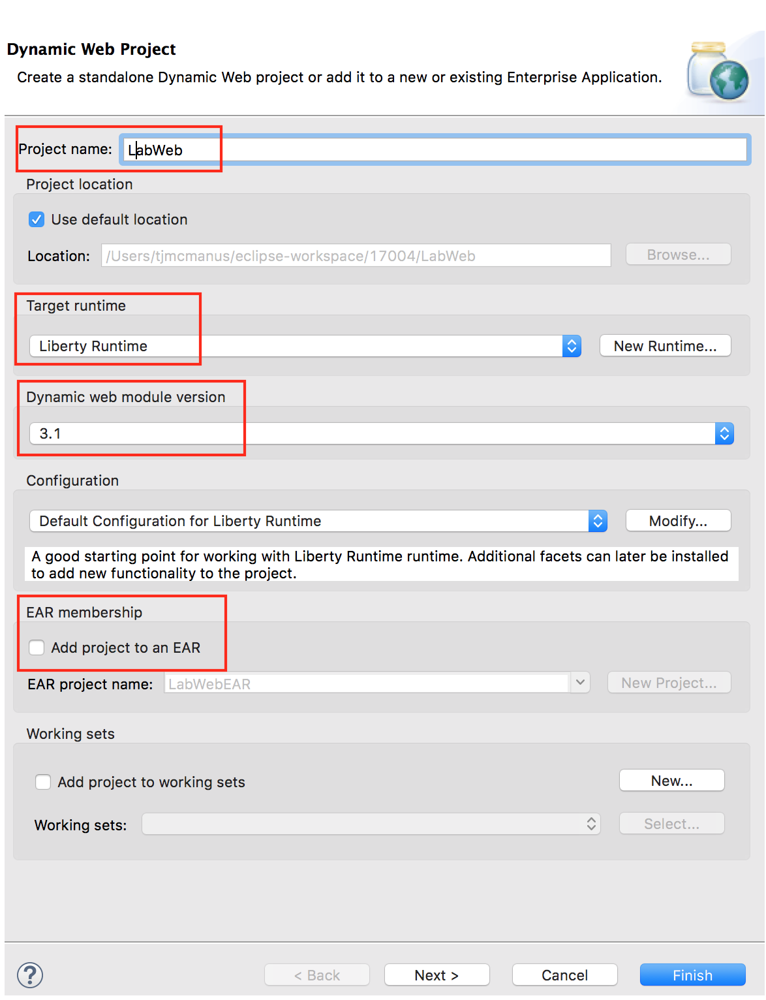 Dynamic Web Project
Create a standalone Dynamic Web project or add it to a new or existing Enterprise Application.
Project name: LabWeb
Project location
Use default location
Location: /Users/tjmcmanus/eclipse-workspace/17004/LabWeb Browse...
Target runtime
Liberty Runtime New Runtime...
Dynamic web module version
3.1
Configuration
Default Configuration for Liberty Runtime Modify...
A good starting point for working with Liberty Runtime runtime. Additional facets can later be installed
to add new functionality to the project.
EAR membership
Add project to an EAR
EAR project name: LabWebEAR New Project...
Working sets
Add project to working sets New...
Working sets: Select...
? < Back Next > Cancel Finish